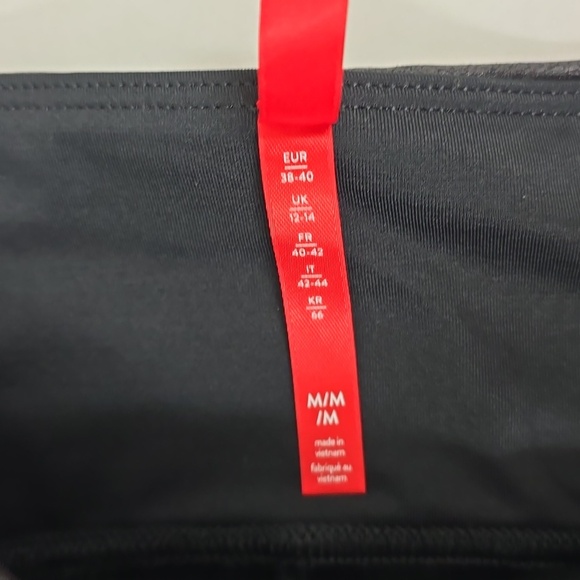 EUR
38-40
UK
12-14
FR
40-42
IT
42-44
KR
66
M/M
/M
made in
vietnam
fabriqué au
vietnam